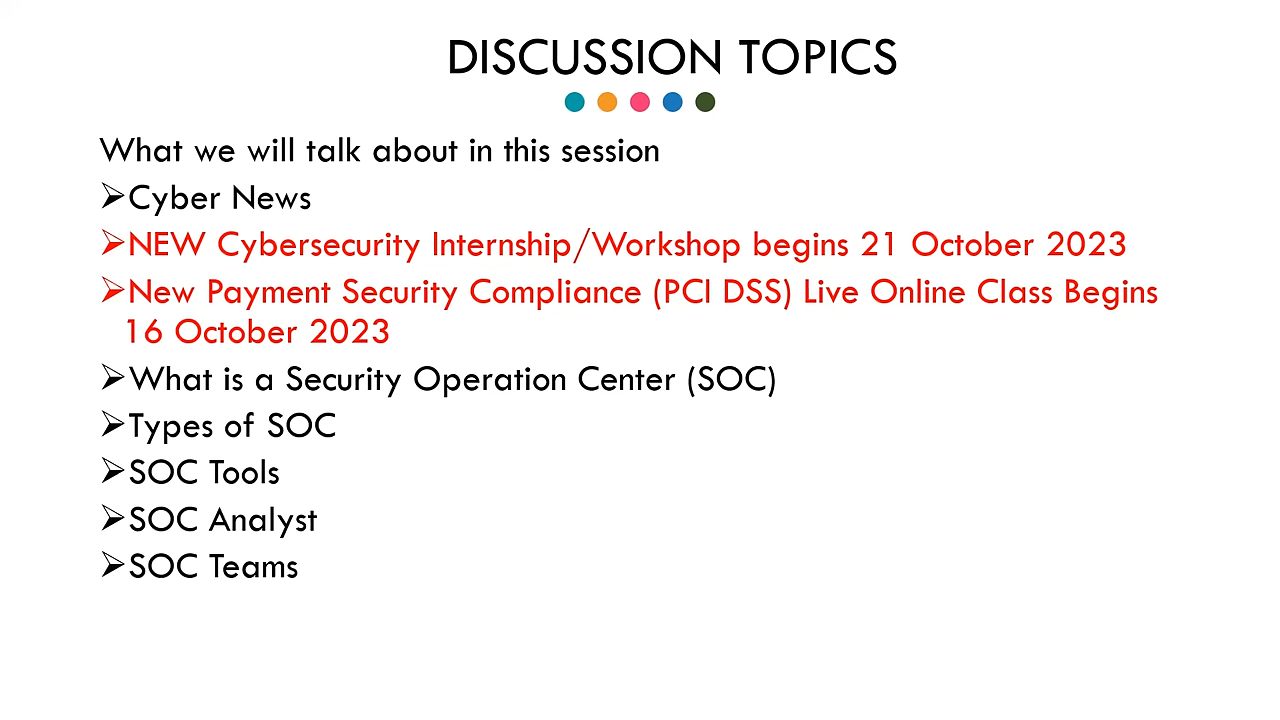 DISCUSSION TOPICS
What we will talk about in this session
➢Cyber News
➢NEW Cybersecurity Internship/Workshop begins 21 October 2023
➢New Payment Security Compliance (PCI DSS) Live Online Class Begins
16 October 2023
➢What is a Security Operation Center (SOC)
➢Types of SOC
➢SOC Tools
➢SOC Analyst
➢SOC Teams